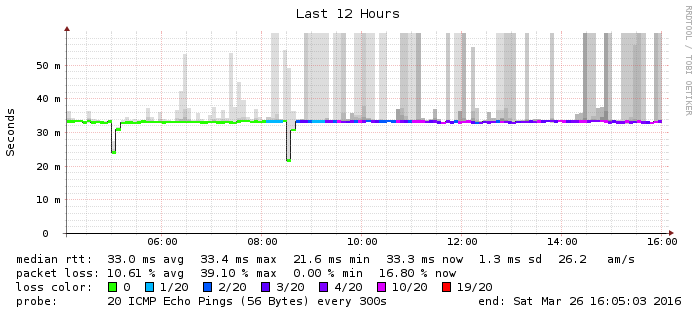 Last 12 Hours
RRDTOOL / TOBI OETIKER
Seconds
50 m
40 m
30 m
20 m
10 m
0
06:00 08:00 10:00 12:00 14:00 16:00
median rtt: 33.0 ms avg 33.4 ms max 21.6 ms min 33.3 ms now 1.3 ms sd 26.2 am/s
packet loss: 10.61 % avg 39.10 % max 0.00 % min 16.80 % now
loss color: 0 1/20 2/20 3/20 4/20 10/20 19/20
probe: 20 ICMP Echo Pings (56 Bytes) every 300s end: Sat Mar 26 16:05:03 2016